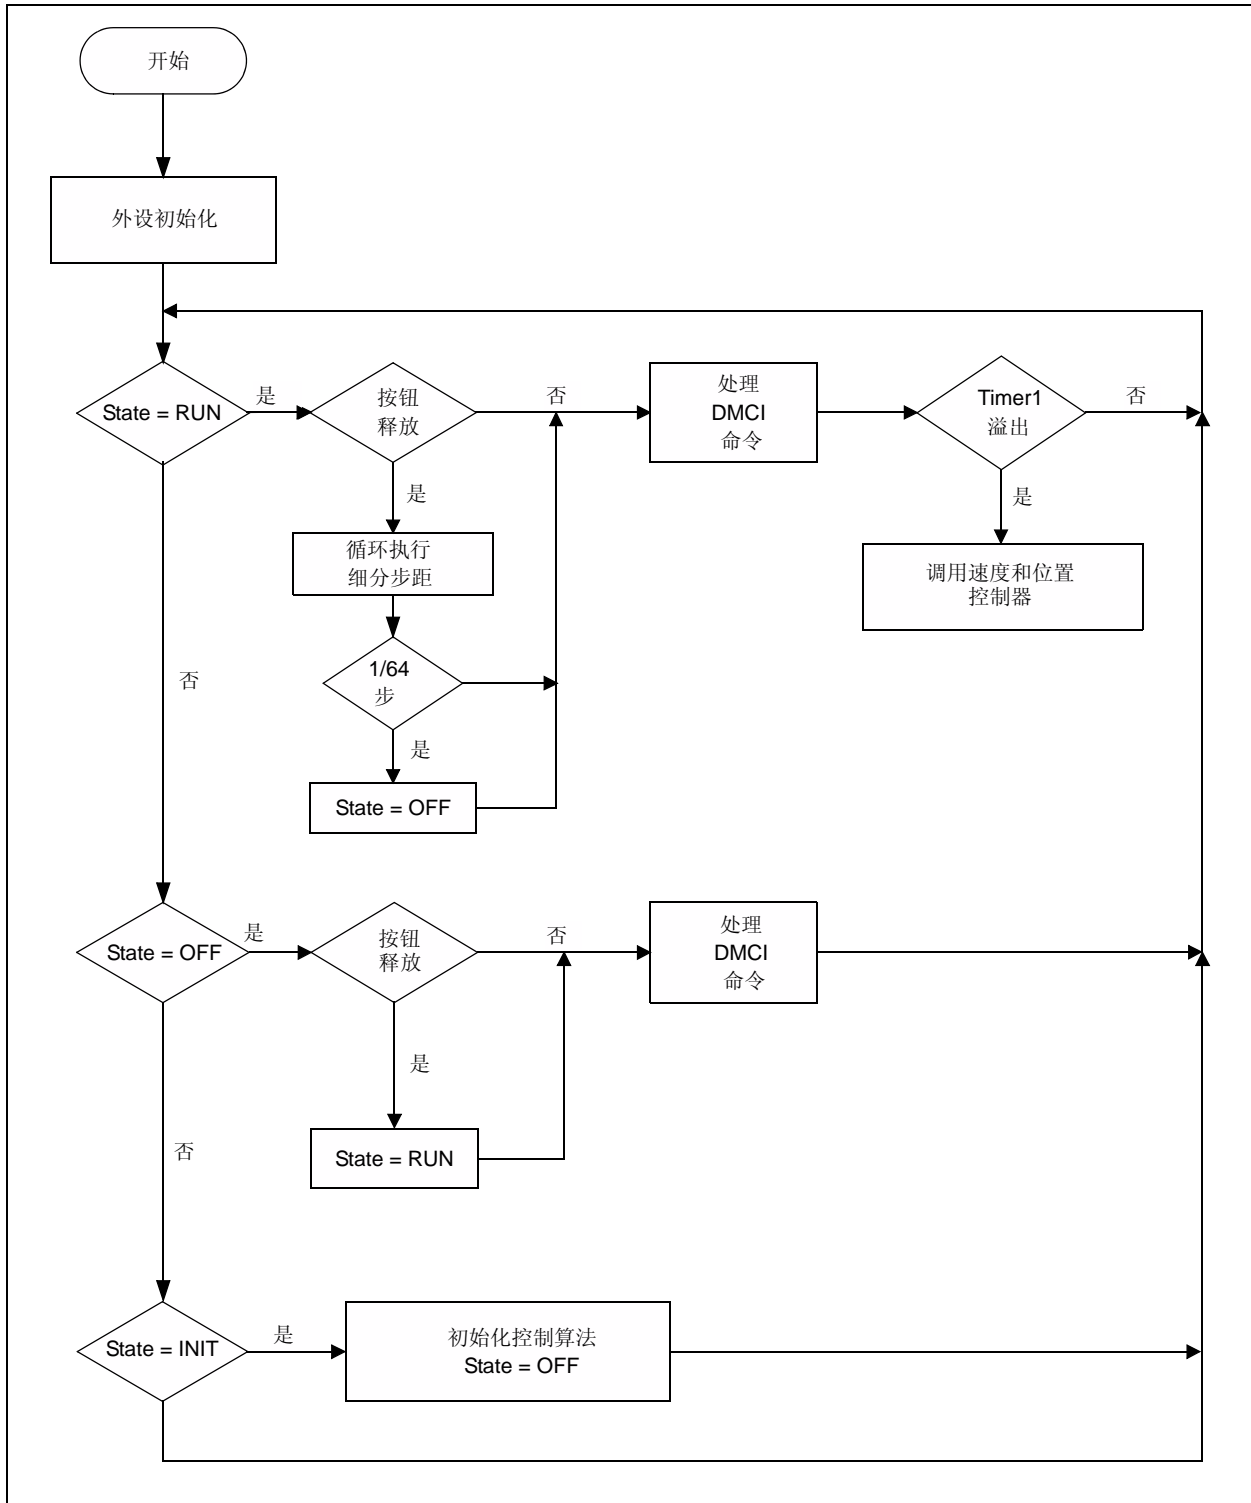 开始
外设初始化
State = RUN
是
按钮
释放
否
处理
DMCI
命令
Timer1
溢出
否
是
循环执行
细分步距
是
调用速度和位置
控制器
否
1/64
步
是
State = OFF
State = OFF
是
按钮
释放
否
处理
DMCI
命令
是
否
State = RUN
State = INIT
是
初始化控制算法
State = OFF